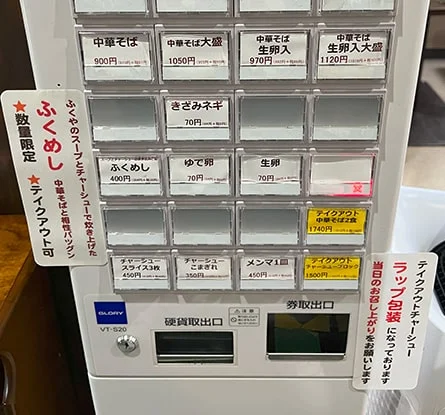 中華そば
900円
中華そば大盛
1050円
中華そば
生卵入
970円
中華そば
生卵入大盛
1120円
きざみネギ
70円
ふくめし
400円
ゆで卵
70円
生卵
70円
テイクアウト
中華そば2食
1740円
チャーシュー
スライス3枚
450円
チャーシュー
こまぎれ
350円
メンマ1皿
450円
テイクアウト
チャーシューブロック
1500円
ふくやのスープとチャーシューで炊き上げた
ふくめし
中華そばと相性バツグン
★数量限定 ★テイクアウト可
GLORY
VT-S20
硬貨取出口
券取出口
テイクアウトチャーシュー
ラップ包装になっております
当日のお召し上がりをお願いします